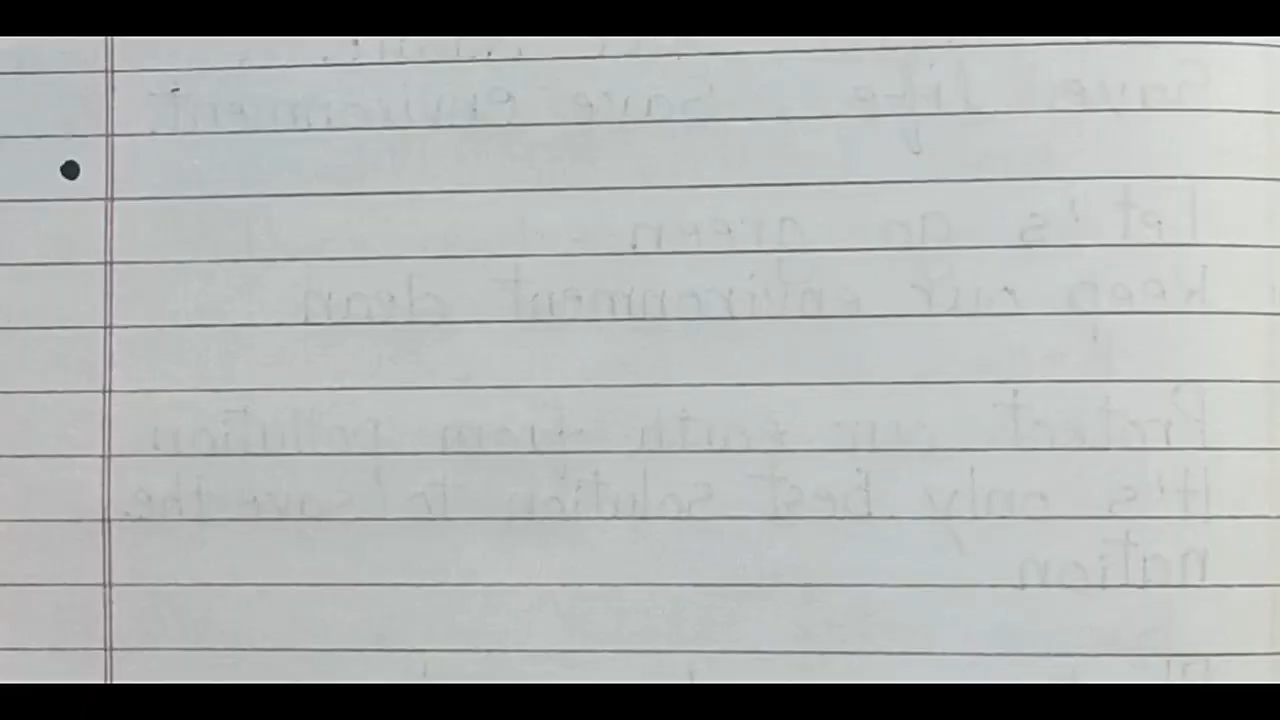 Save life. Save environment.
Let's go green
Keep our environment clean
Protect our earth from pollution
It's only best solution to save the
nation